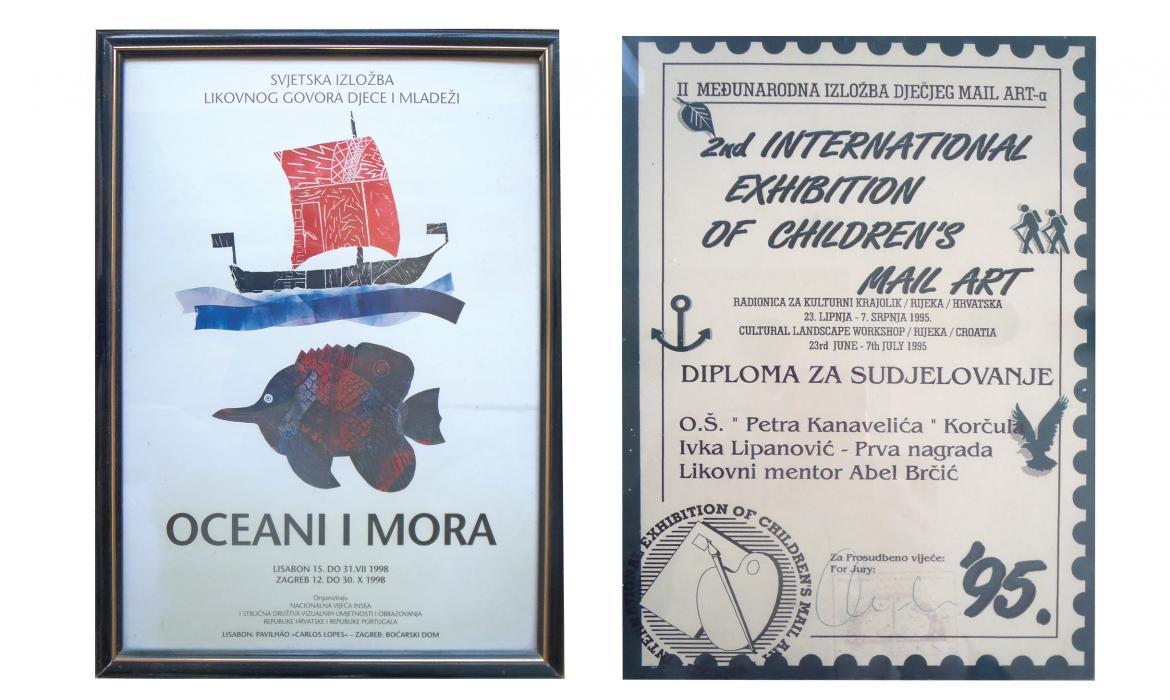 SVJETSKA IZLOŽBA
LIKOVNOG GOVORA DJECE I MLADEŽI
OCEANI I MORA
LISABON 15. DO 31.VII 1998
ZAGREB 12. DO 30. X 1998
Organiziraju
NACIONALNA VIJEĆA INSEA
I STRUČNA DRUŠTVA VIZUALNIH UMJETNOSTI I OBRAZOVANJA
REPUBLIKE HRVATSKE I REPUBLIKE PORTUGALA
LISABON: PAVILHÃO »CARLOS LOPES« – ZAGREB: BOĆARSKI DOM
II MEĐUNARODNA IZLOŽBA DJEČJEG MAIL ART-a
2nd INTERNATIONAL
EXHIBITION
OF CHILDREN'S
MAIL ART
RADIONICA ZA KULTURNI KRAJOLIK / RIJEKA / HRVATSKA
23. LIPNJA - 7. SRPNJA 1995.
CULTURAL LANDSCAPE WORKSHOP / RIJEKA / CROATIA
23rd JUNE - 7th JULY 1995
DIPLOMA ZA SUDJELOVANJE
O.Š. " Petra Kanavelića " Korčula
Ivka Lipanović - Prva nagrada
Likovni mentor Abel Brčić
EXHIBITION OF CHILDREN'S MAIL ART
Za Prosudbeno vijeće:
For Jury:
'95.